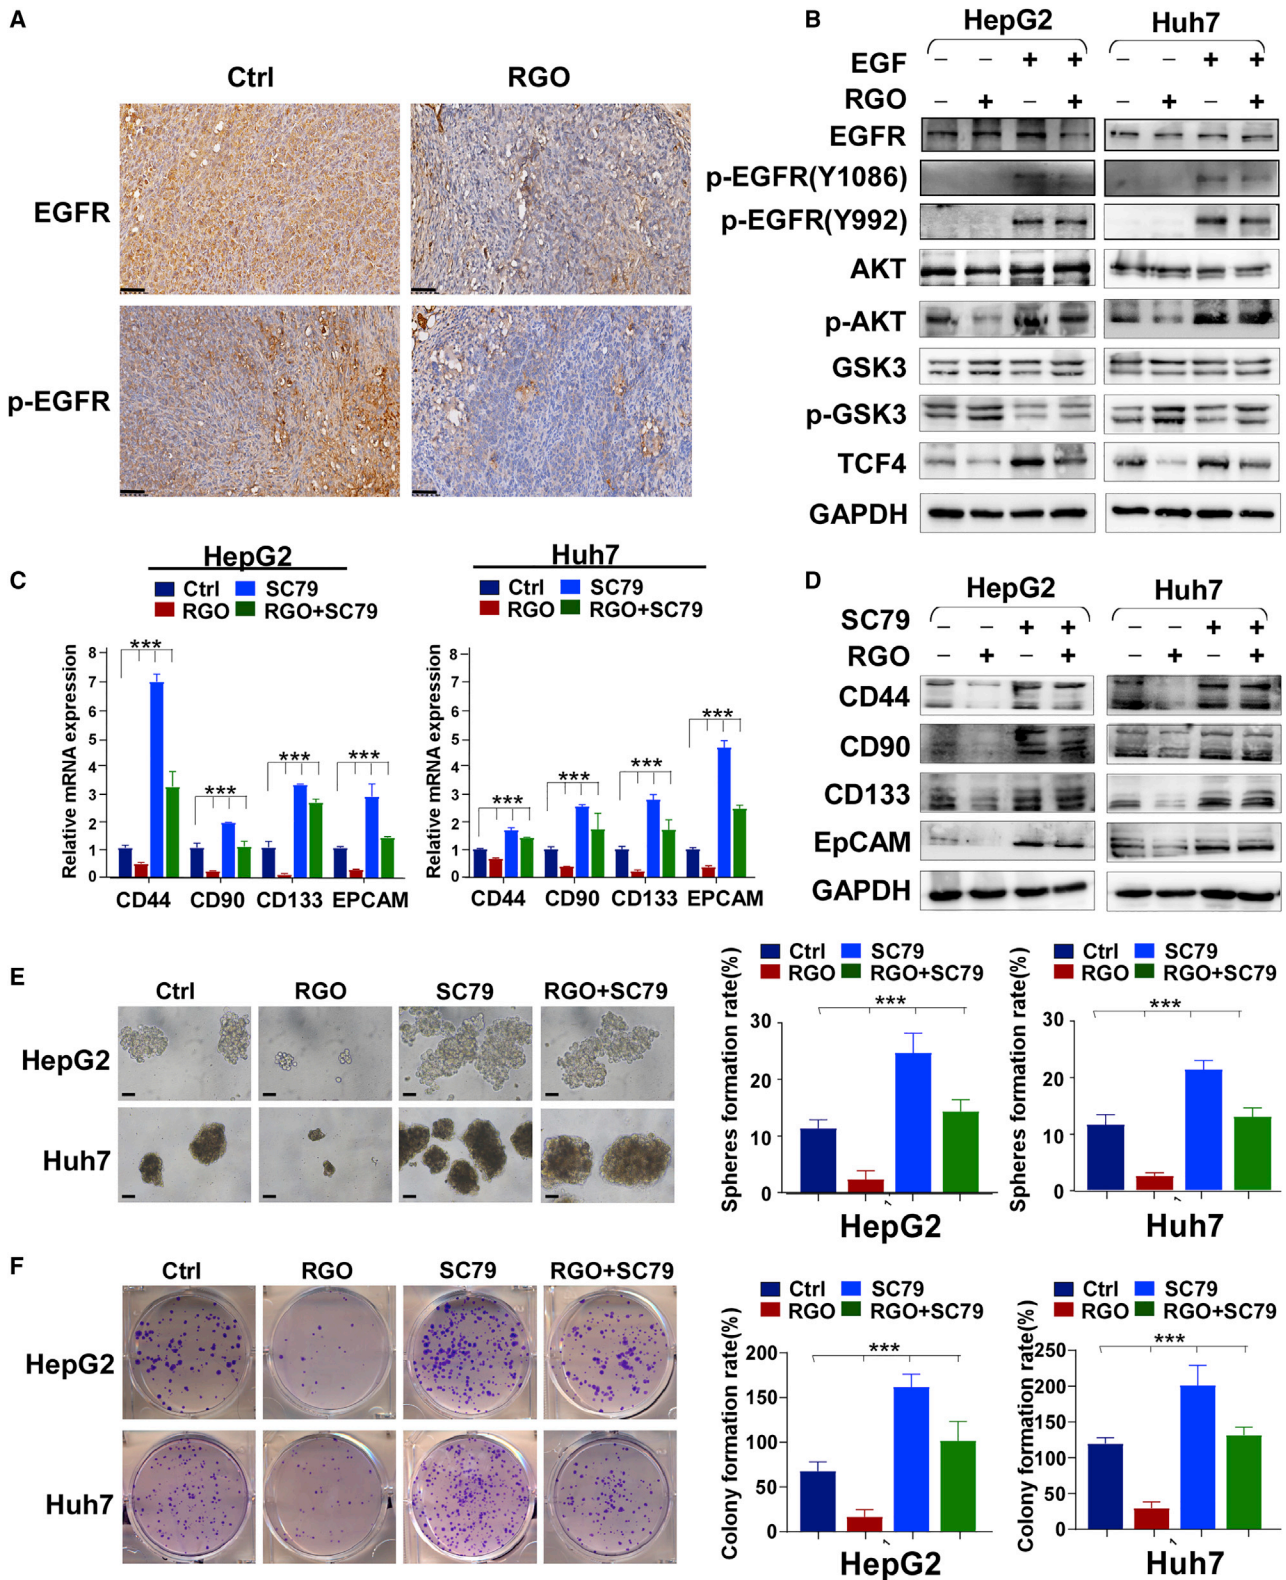 A
Ctrl RGO
EGFR
p-EGFR
B
HepG2 Huh7
EGF − − + + − − + +
RGO − + − + − + − +
EGFR
p-EGFR(Y1086)
p-EGFR(Y992)
AKT
p-AKT
GSK3
p-GSK3
TCF4
GAPDH
C
HepG2
Ctrl SC79
RGO RGO+SC79
Relative mRNA expression
8
7
6
5
4
3
2
1
0
*** *** *** ***
CD44 CD90 CD133 EPCAM
Huh7
Ctrl SC79
RGO RGO+SC79
Relative mRNA expression
8
7
6
5
4
3
2
1
0
*** *** *** ***
CD44 CD90 CD133 EPCAM
D
HepG2 Huh7
SC79 − − + + − − + +
RGO − + − + − + − +
CD44
CD90
CD133
EpCAM
GAPDH
E
Ctrl RGO SC79 RGO+SC79
HepG2
Huh7
Ctrl SC79
RGO RGO+SC79
Spheres formation rate(%)
30
20
10
0
***
HepG2
Ctrl SC79
RGO RGO+SC79
Spheres formation rate(%)
30
20
10
0
***
Huh7
F
Ctrl RGO SC79 RGO+SC79
HepG2
Huh7
Ctrl SC79
RGO RGO+SC79
Colony formation rate(%)
200
150
100
50
0
***
HepG2
Ctrl SC79
RGO RGO+SC79
Colony formation rate(%)
250
200
150
100
50
0
***
Huh7